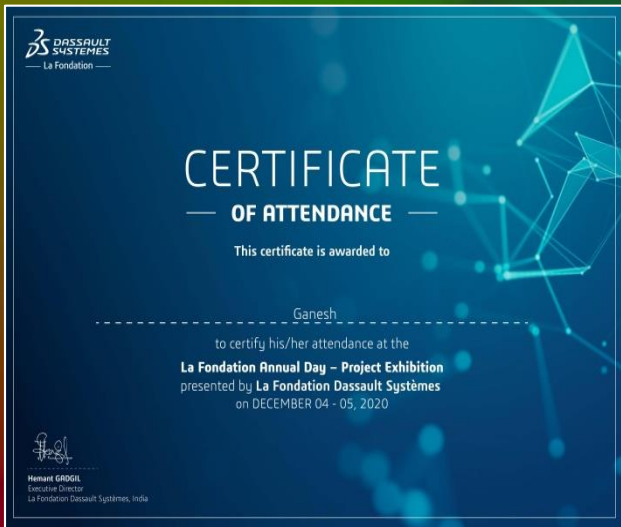 DASSAULT
SYSTEMES
La Fondation
CERTIFICATE
OF ATTENDANCE
This certificate is awarded to
Ganesh
to certify his/her attendance at the
La Fondation Annual Day – Project Exhibition
presented by La Fondation Dassault Systèmes
on DECEMBER 04 - 05, 2020
Hemant GADGIL
Executive Director
La Fondation Dassault Systèmes, India